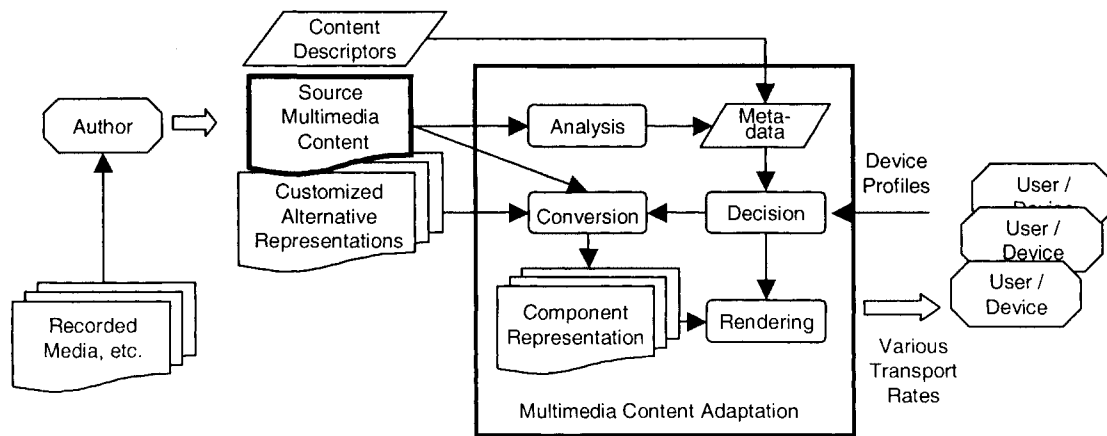 Content
Descriptors
Source
Multimedia
Content
Author
Analysis
Meta-
data
Device
Profiles
User /
Device
User /
Device
User /
Device
Customized
Alternative
Representations
Conversion
Decision
Recorded
Media, etc.
Component
Representation
Rendering
Various
Transport
Rates
Multimedia Content Adaptation